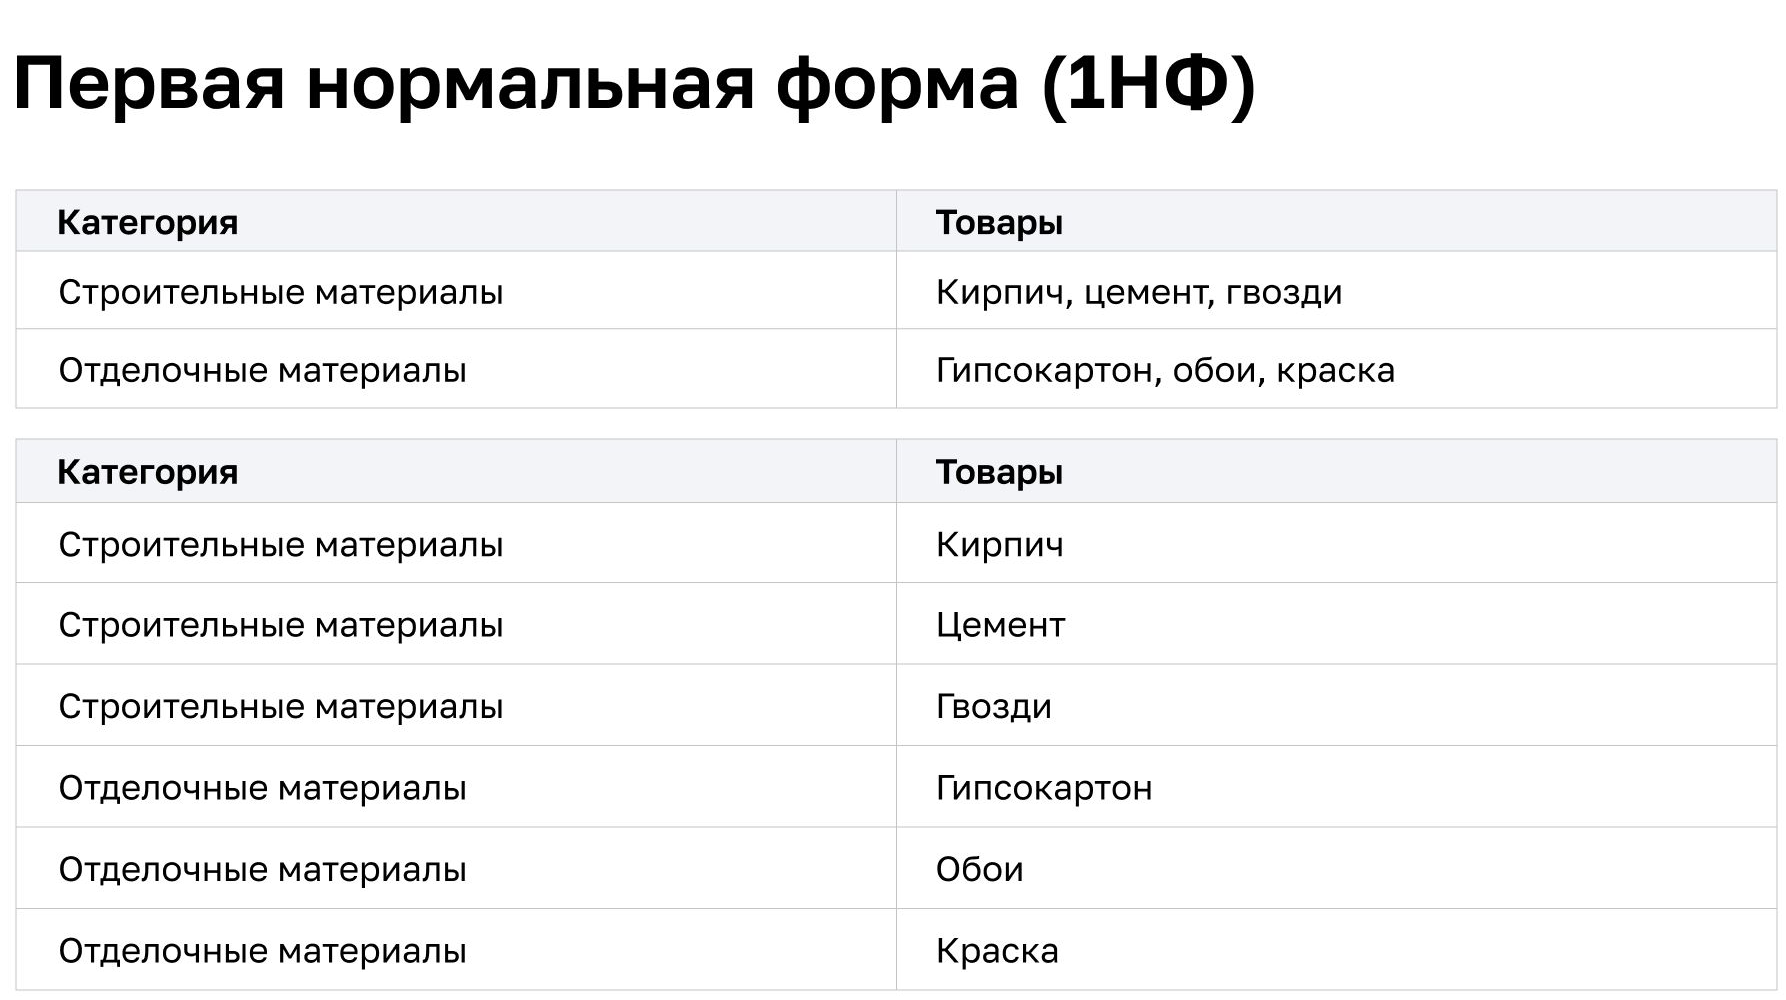 Первая нормальная форма (1НФ)
Категория Товары
Строительные материалы Кирпич, цемент, гвозди
Отделочные материалы Гипсокартон, обои, краска
Категория Товары
Строительные материалы Кирпич
Строительные материалы Цемент
Строительные материалы Гвозди
Отделочные материалы Гипсокартон
Отделочные материалы Обои
Отделочные материалы Краска